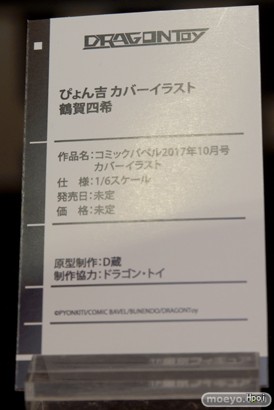 DRAGONToy
ぴょん吉 カバーイラスト
鶴賀四希
作品名：コミックバベル2017年10月号
カバーイラスト
仕　様：1/6スケール
発売日：未定
価　格：未定
原型制作：D蔵
制作協力：ドラゴン・トイ
©PYONKITI/COMIC BAVEL/BUNENDO/DRAGONToy
Hobby
moeyo.com